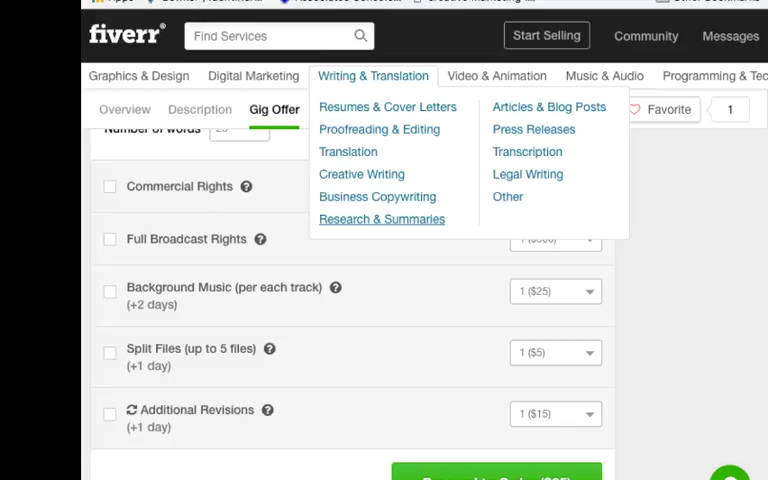 Apps
fiverr
Find Services
Start Selling
Community
Messages
Graphics & Design
Digital Marketing
Writing & Translation
Video & Animation
Music & Audio
Programming & Tec
Overview
Description
Gig Offer
Resumes & Cover Letters
Articles & Blog Posts
Favorite
1
Proofreading & Editing
Press Releases
Number of words
Translation
Transcription
Creative Writing
Legal Writing
Commercial Rights
Business Copywriting
Other
Research & Summaries
Full Broadcast Rights
Background Music (per each track)
(+2 days)
1 ($25)
Split Files (up to 5 files)
(+1 day)
1 ($5)
Additional Revisions
(+1 day)
1 ($15)